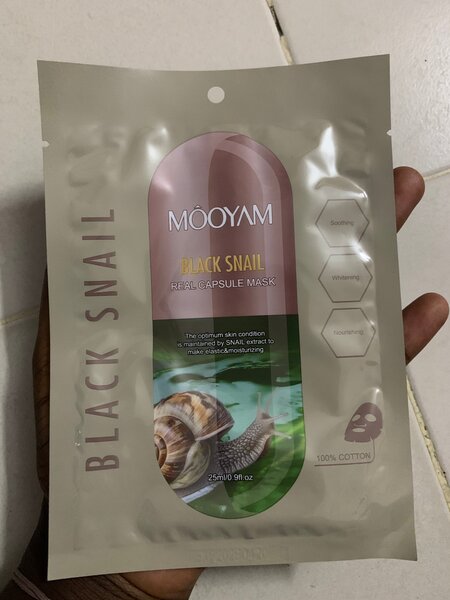 MÔOYAM
BLACK SNAIL
REAL CAPSULE MASK
The optimum skin condition
is maintained by SNAIL extract to
make elastic&moisturizing
25ml/0.9fl.oz
BLACK SNAIL
Soothing
Whitening
Nourishing
100% COTTON